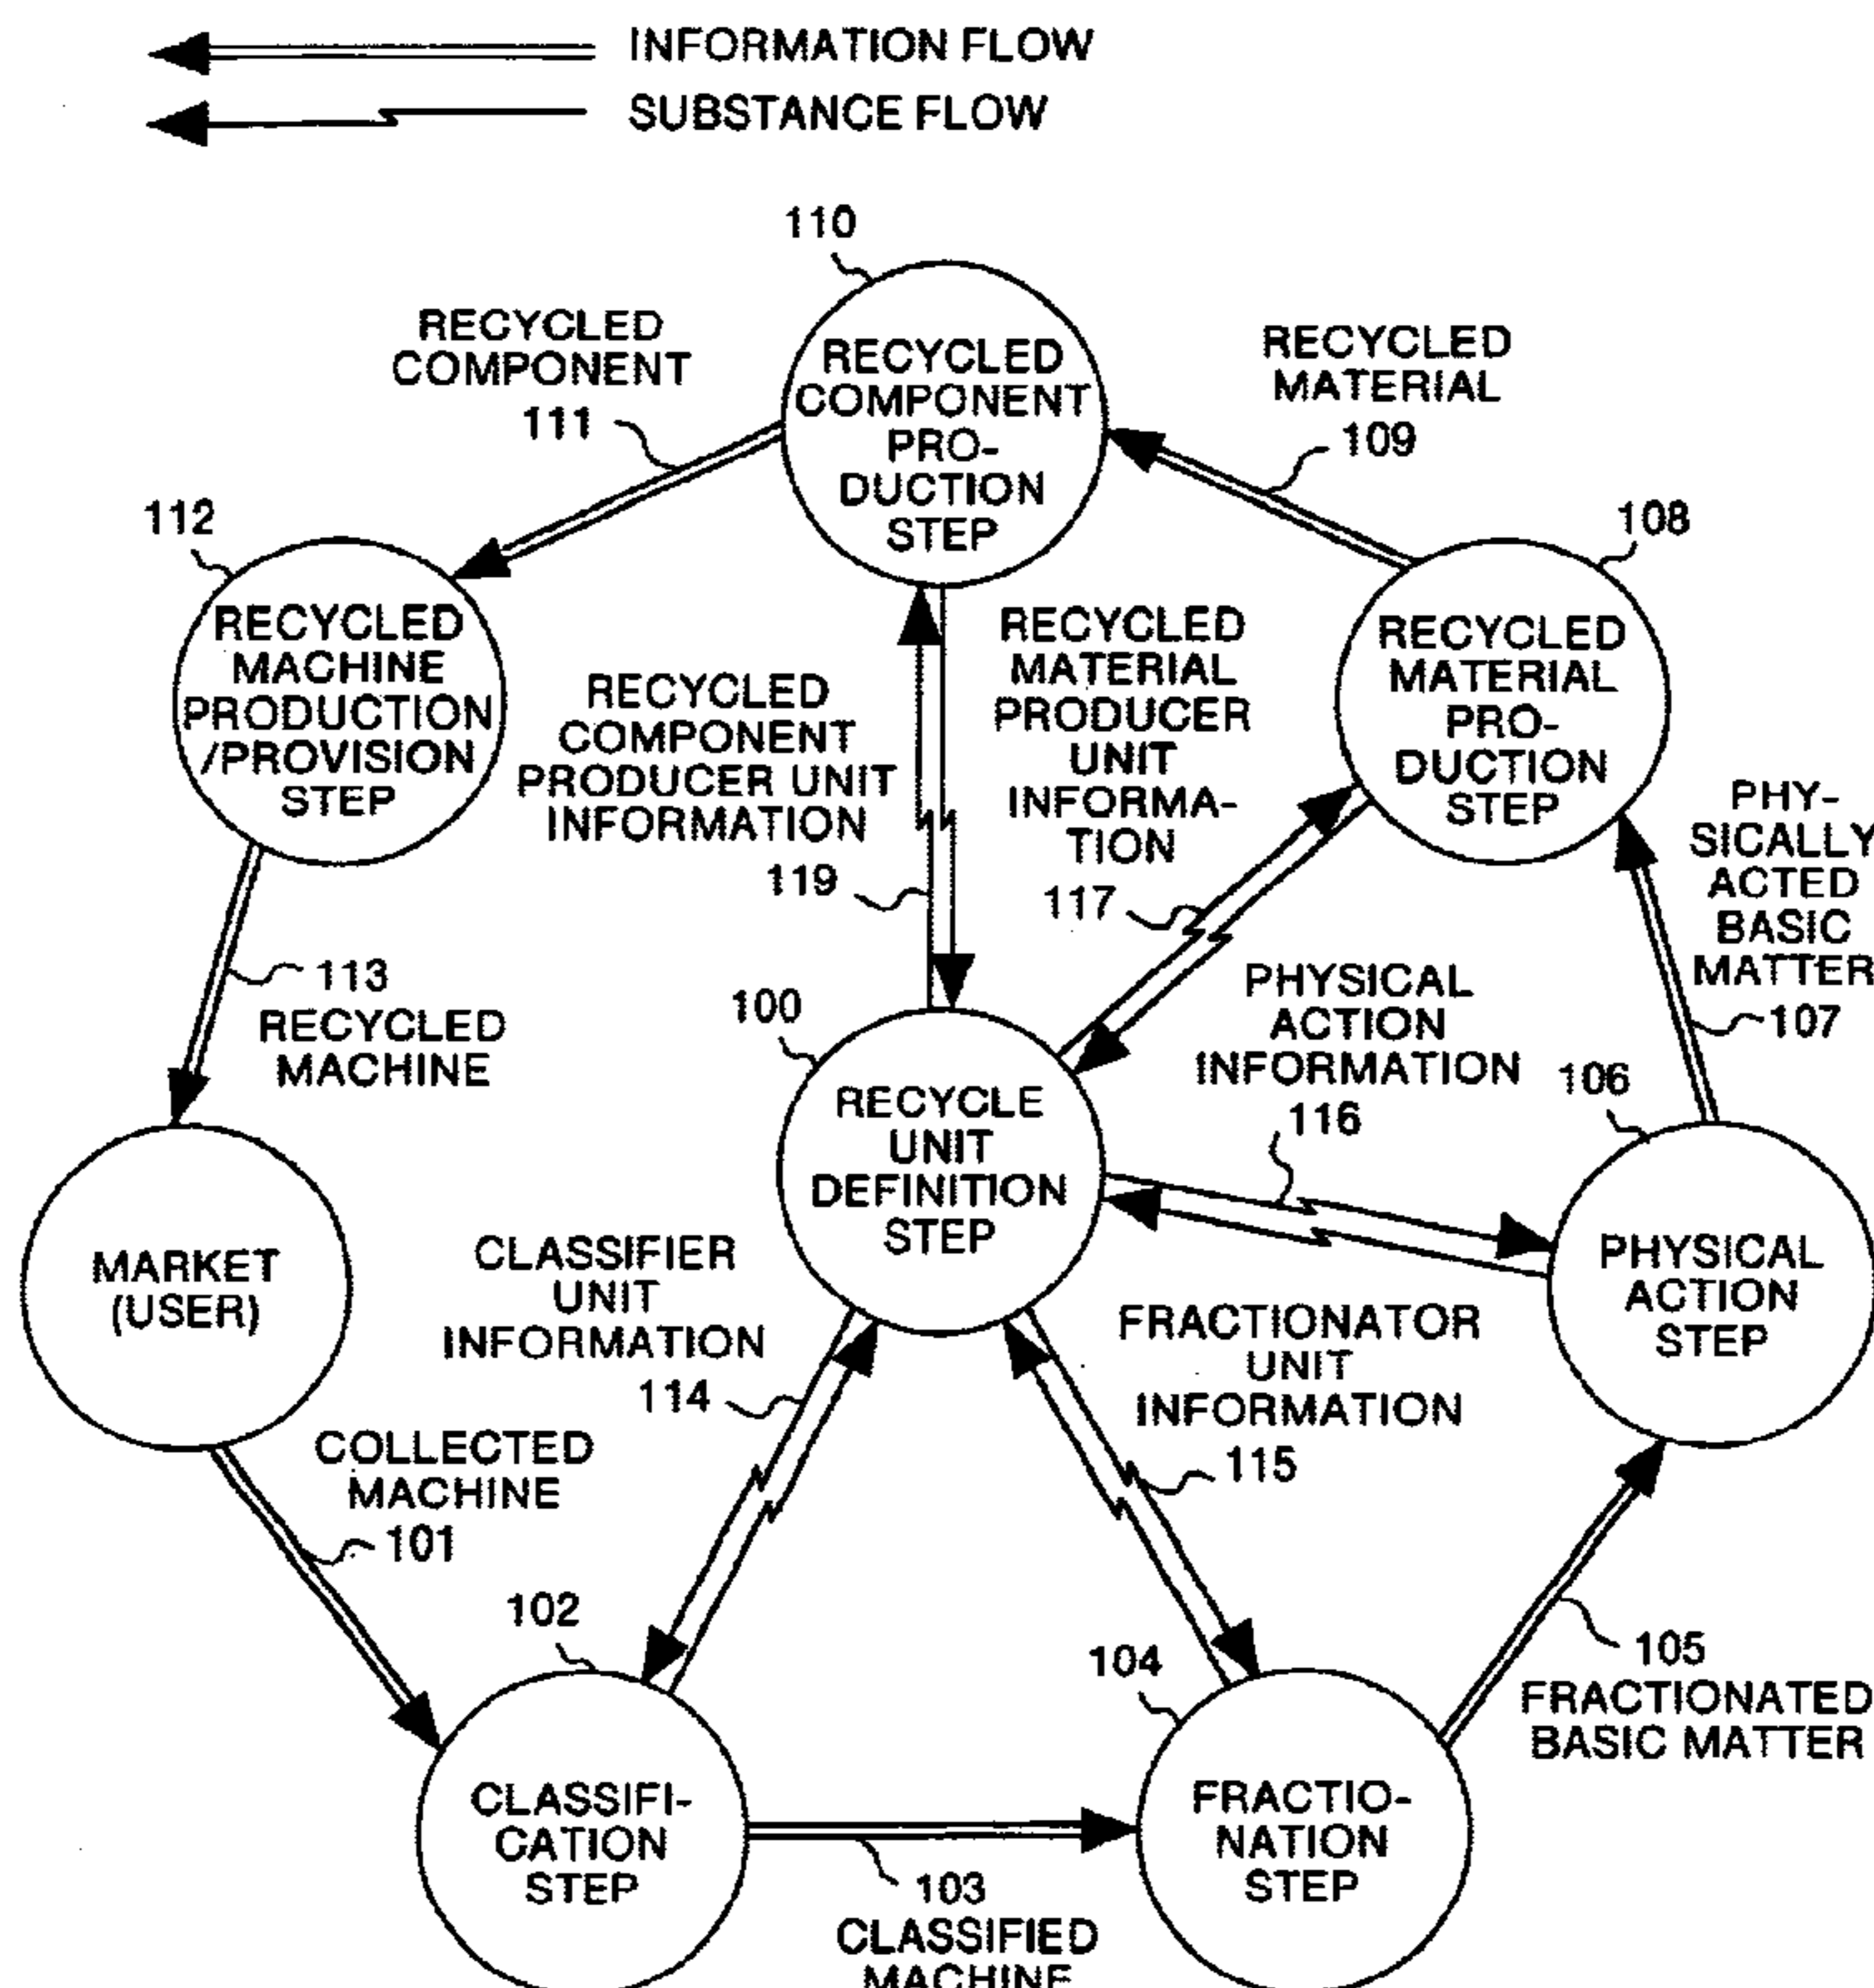 INFORMATION FLOW
SUBSTANCE FLOW
110
RECYCLED
COMPONENT
111
RECYCLED
COMPONENT
PRO-
DUCTION
STEP
RECYCLED
MATERIAL
109
112
RECYCLED
MACHINE
PRODUCTION
/PROVISION
STEP
108
RECYCLED
MATERIAL
PRO-
DUCTION
STEP
RECYCLED
COMPONENT
PRODUCER UNIT
INFORMATION
119
RECYCLED
MATERIAL
PRODUCER
UNIT
INFORMA-
TION
117
PHY-
SICALLY
ACTED
BASIC
MATTER
107
113
RECYCLED
MACHINE
100
RECYCLE
UNIT
DEFINITION
STEP
PHYSICAL
ACTION
INFORMATION
116
106
PHYSICAL
ACTION
STEP
MARKET
(USER)
CLASSIFIER
UNIT
INFORMATION
114
FRACTIONATOR
UNIT
INFORMATION
115
COLLECTED
MACHINE
101
102
CLASSIFI-
CATION
STEP
104
FRACTIO-
NATION
STEP
105
FRACTIONATED
BASIC MATTER
103
CLASSIFIED
MACHINE